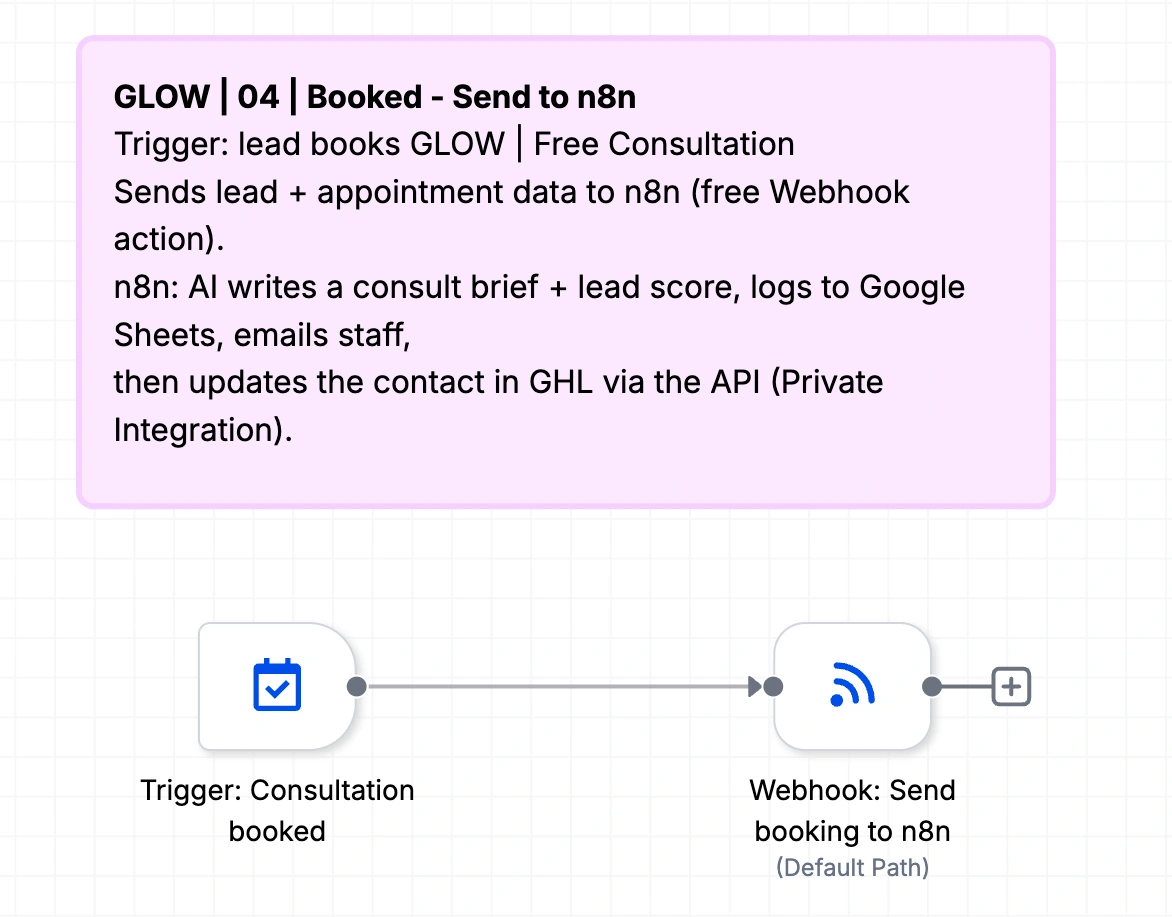 GLOW | 04 | Booked - Send to n8n
Trigger: lead books GLOW | Free Consultation
Sends lead + appointment data to n8n (free Webhook
action).
n8n: AI writes a consult brief + lead score, logs to Google
Sheets, emails staff,
then updates the contact in GHL via the API (Private
Integration).
Trigger: Consultation
booked
Webhook: Send
booking to n8n
(Default Path)